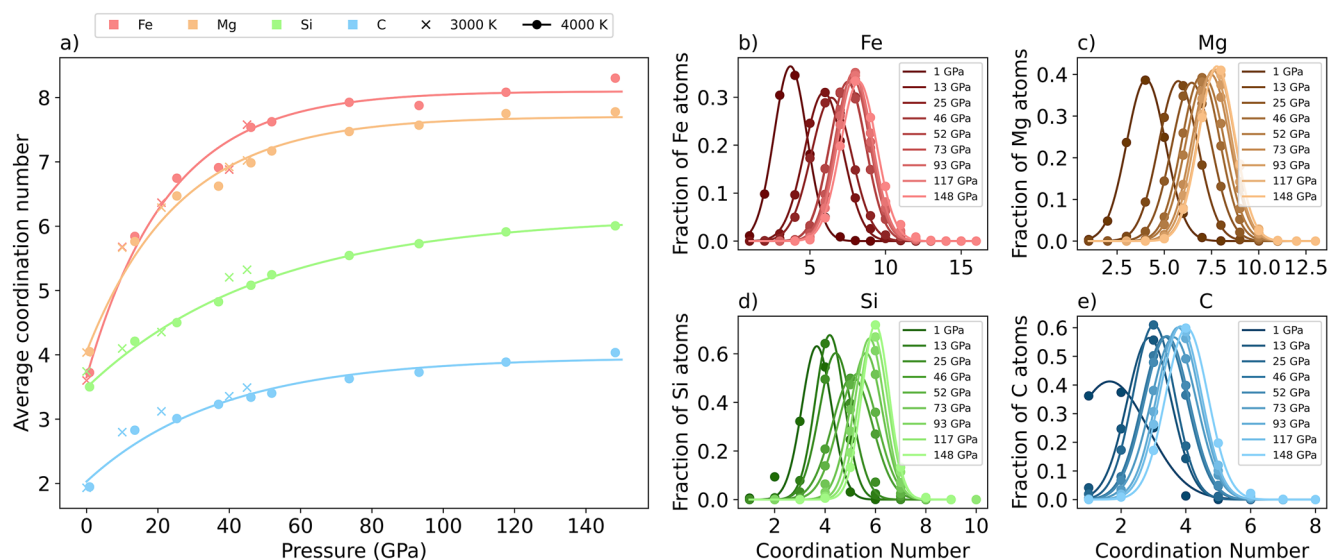 Fe Mg Si C 3000 K 4000 K
a)
Average coordination number
8
7
6
5
4
3
2
0 20 40 60 80 100 120 140
Pressure (GPa)
b) Fe
Fraction of Fe atoms
0.3
0.2
0.1
0.0
5 10 15
1 GPa
13 GPa
25 GPa
46 GPa
52 GPa
73 GPa
93 GPa
117 GPa
148 GPa
c) Mg
Fraction of Mg atoms
0.4
0.3
0.2
0.1
0.0
2.5 5.0 7.5 10.0 12.5
1 GPa
13 GPa
25 GPa
46 GPa
52 GPa
73 GPa
93 GPa
117 GPa
148 GPa
d) Si
Fraction of Si atoms
0.6
0.4
0.2
0.0
2 4 6 8 10
Coordination Number
1 GPa
13 GPa
25 GPa
46 GPa
52 GPa
73 GPa
93 GPa
117 GPa
148 GPa
e) C
Fraction of C atoms
0.6
0.5
0.4
0.3
0.2
0.1
0.0
2 4 6 8
Coordination Number
1 GPa
13 GPa
25 GPa
46 GPa
52 GPa
73 GPa
93 GPa
117 GPa
148 GPa